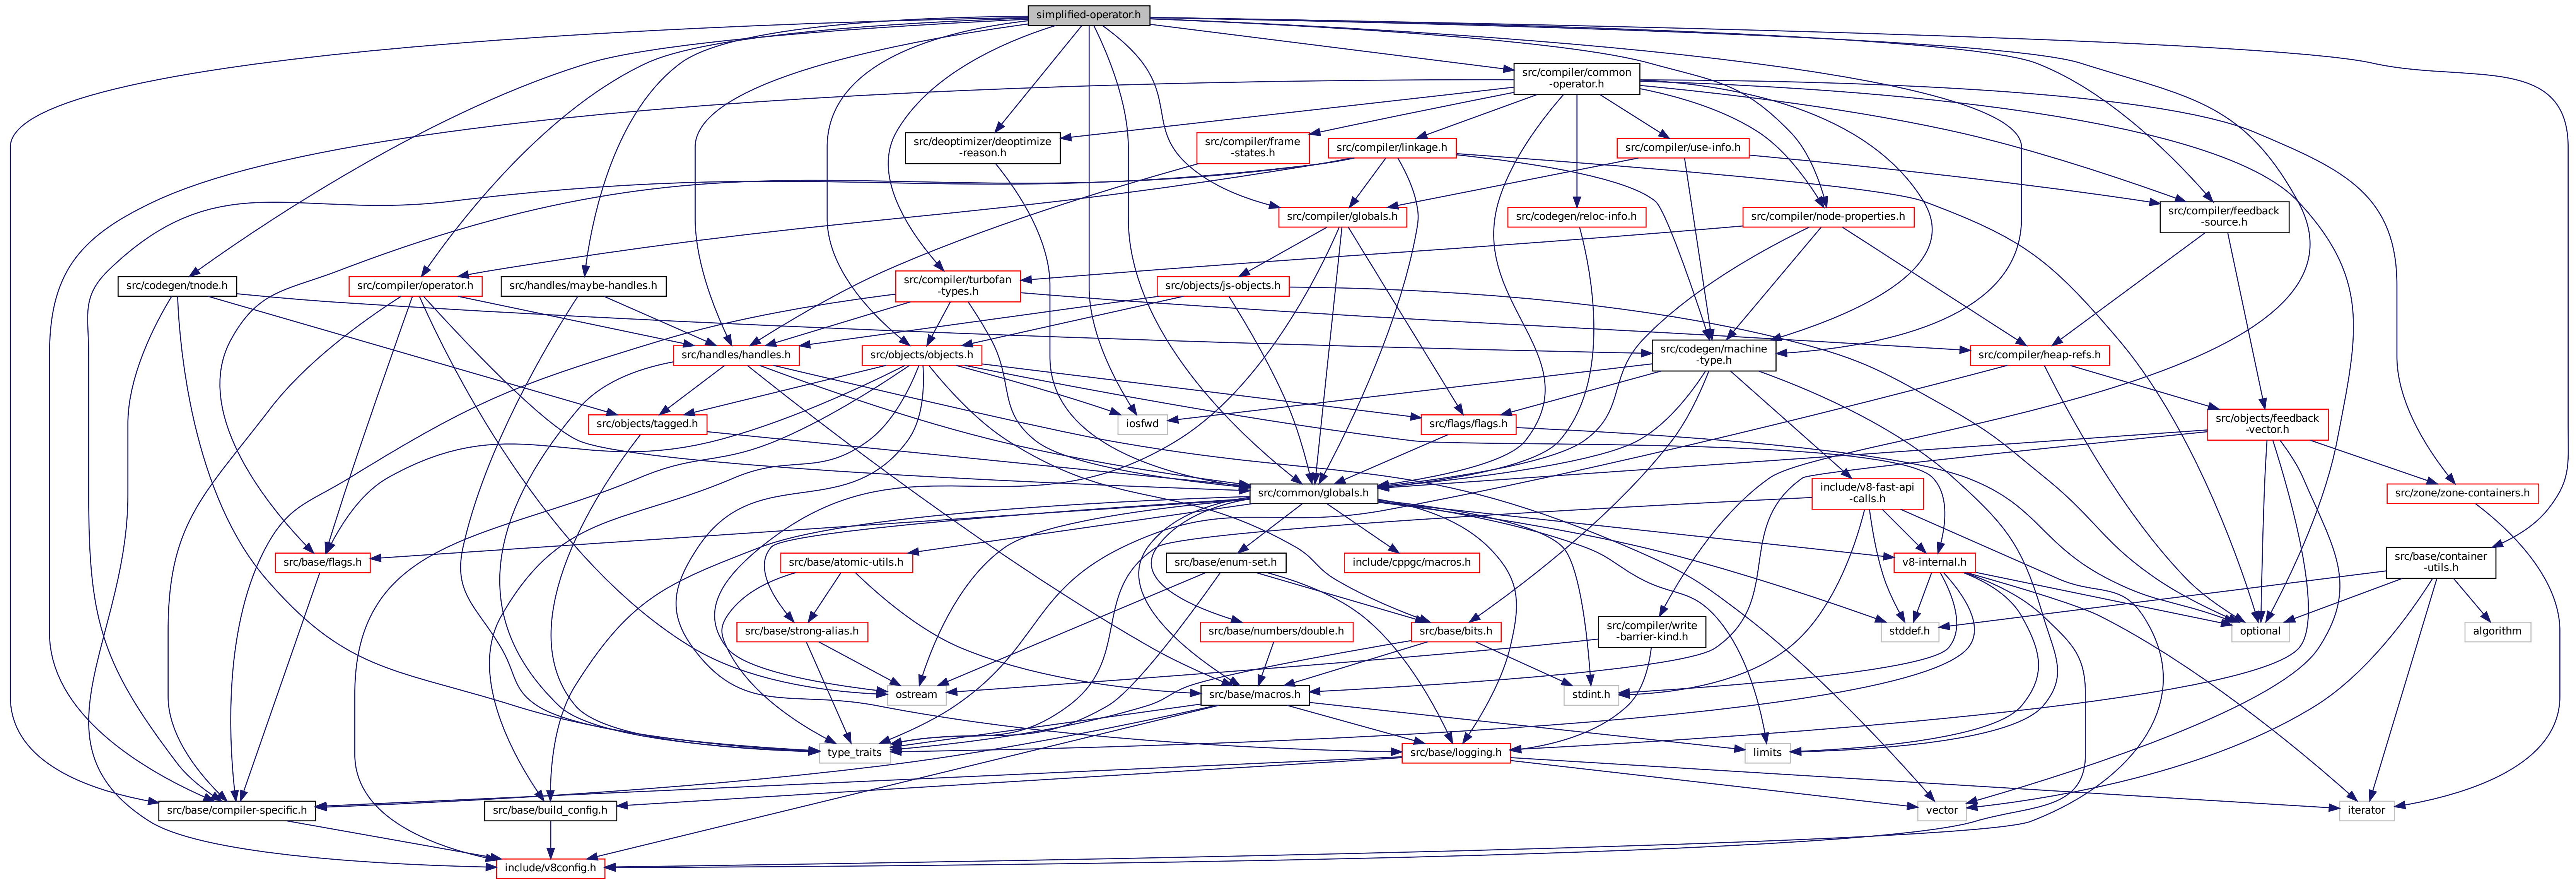 simplified-operator.h
src/compiler/common
-operator.h
src/deoptimizer/deoptimize
-reason.h
src/compiler/frame
-states.h
src/compiler/linkage.h
src/compiler/use-info.h
src/compiler/globals.h
src/codegen/reloc-info.h
src/compiler/node-properties.h
src/compiler/feedback
-source.h
src/codegen/tnode.h
src/compiler/operator.h
src/handles/maybe-handles.h
src/compiler/turbofan
-types.h
src/objects/js-objects.h
src/handles/handles.h
src/objects/objects.h
src/codegen/machine
-type.h
src/compiler/heap-refs.h
src/objects/tagged.h
iosfwd
src/flags/flags.h
src/objects/feedback
-vector.h
src/common/globals.h
include/v8-fast-api
-calls.h
src/zone/zone-containers.h
src/base/flags.h
src/base/atomic-utils.h
src/base/enum-set.h
include/cppgc/macros.h
v8-internal.h
src/base/container
-utils.h
src/base/strong-alias.h
src/base/numbers/double.h
src/base/bits.h
src/compiler/write
-barrier-kind.h
stddef.h
optional
algorithm
ostream
src/base/macros.h
stdint.h
type_traits
src/base/logging.h
limits
src/base/compiler-specific.h
src/base/build_config.h
vector
iterator
include/v8config.h